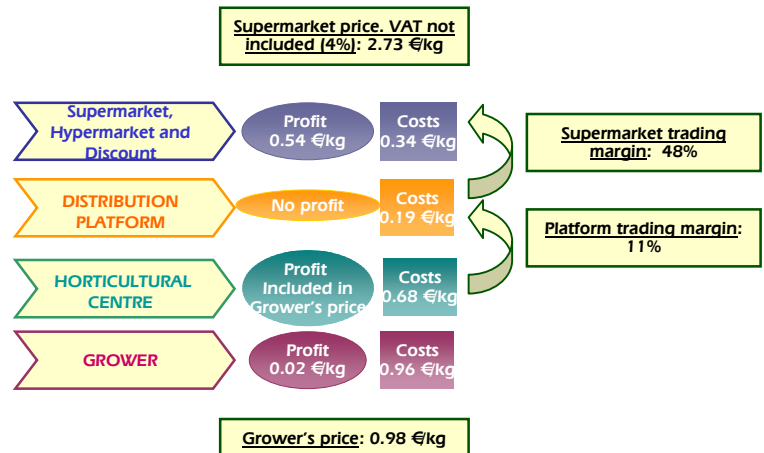 Supermarket price. VAT not
included (4%): 2.73 €/kg
Supermarket,
Hypermarket and
Discount
Profit
0.54 €/kg
Costs
0.34 €/kg
Supermarket trading
margin: 48%
DISTRIBUTION
PLATFORM
No profit
Costs
0.19 €/kg
Platform trading margin:
11%
HORTICULTURAL
CENTRE
Profit
Included in
Grower's price
Costs
0.68 €/kg
GROWER
Profit
0.02 €/kg
Costs
0.96 €/kg
Grower's price: 0.98 €/kg